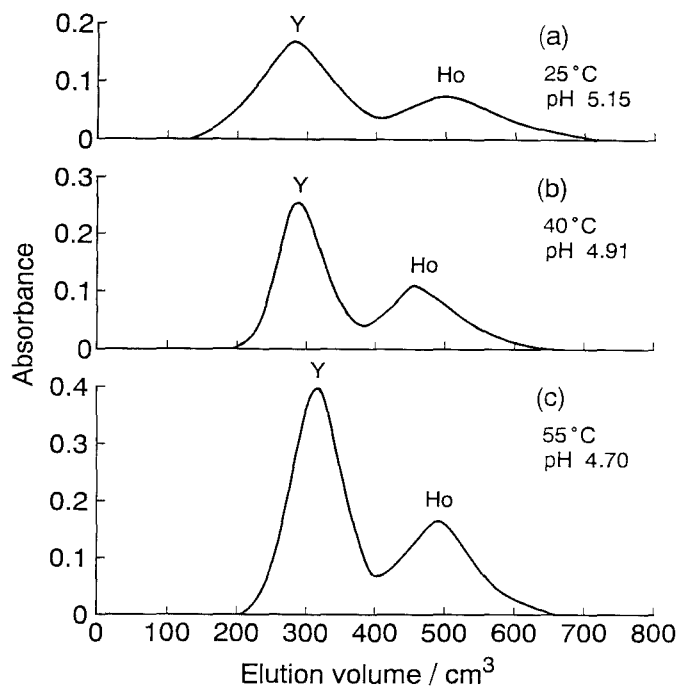 Absorbance
0.2
0.1
0
Y
Ho
(a)
25°C
pH 5.15
0.3
0.2
0.1
0
Y
Ho
(b)
40°C
pH 4.91
0.4
0.3
0.2
0.1
0
Y
Ho
(c)
55°C
pH 4.70
0 100 200 300 400 500 600 700 800
Elution volume / cm³